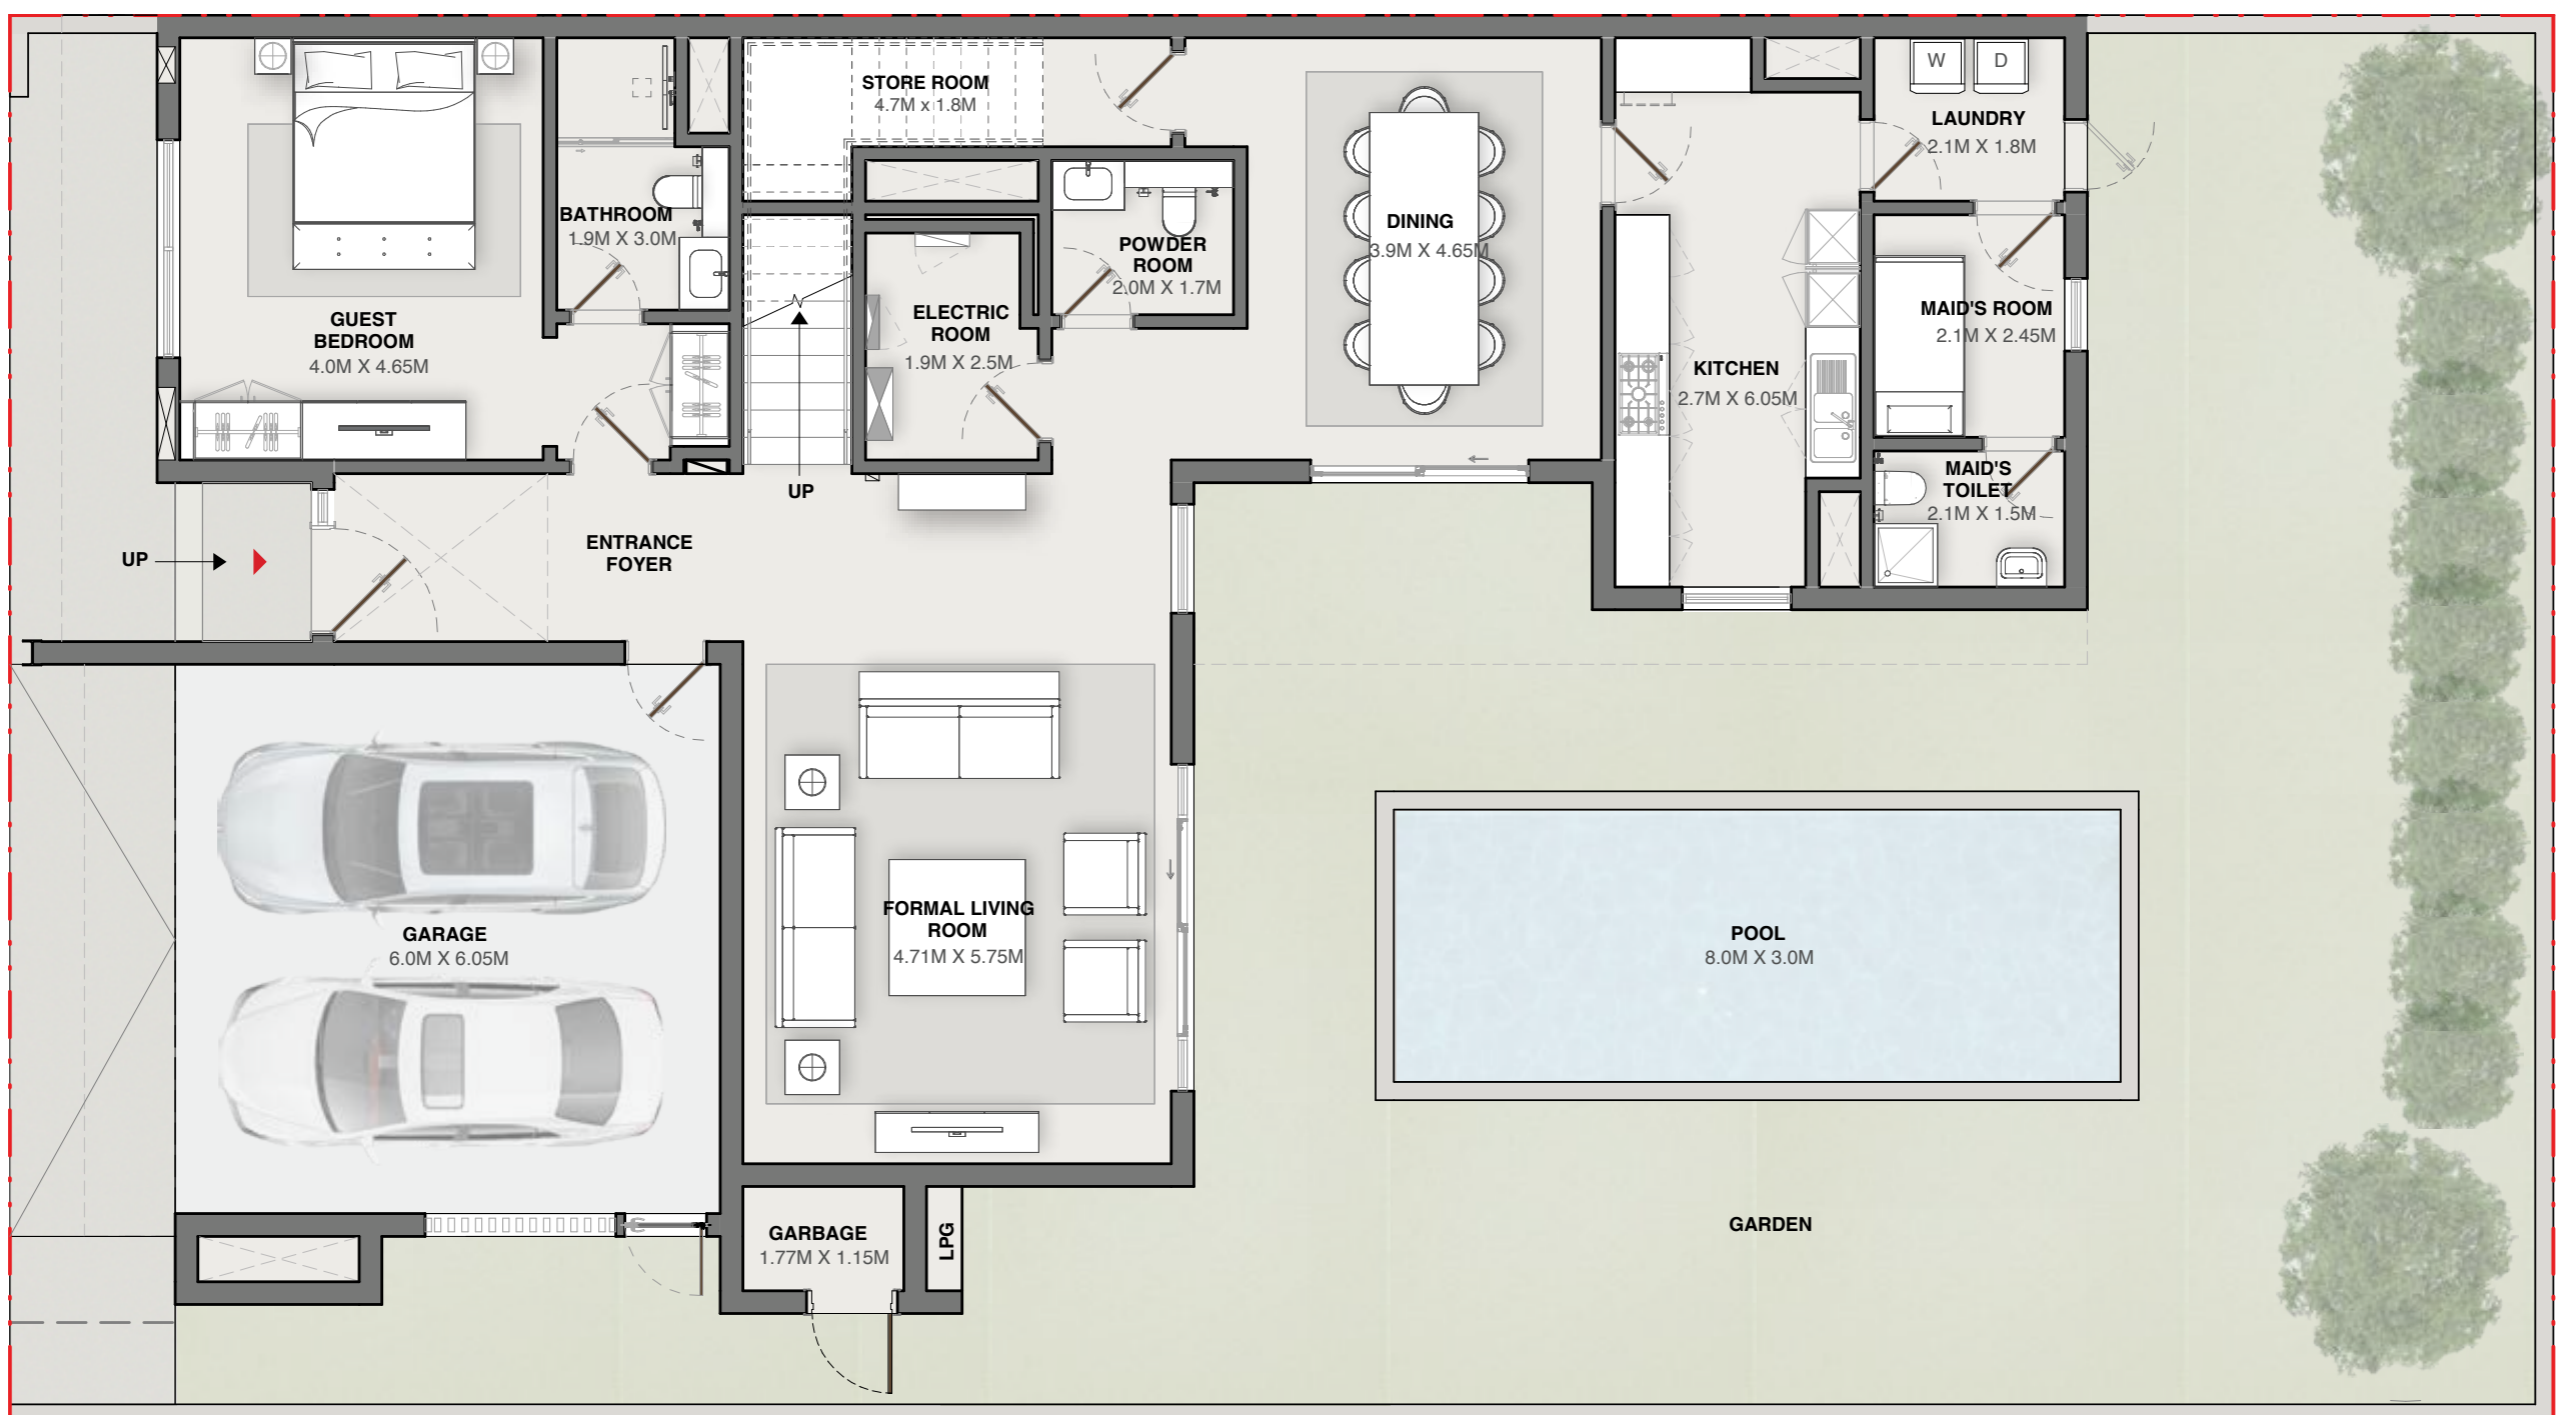 STORE ROOM
4.7M x 1.8M
W
D
LAUNDRY
2.1M X 1.8M
BATHROOM
1.9M X 3.0M
POWDER
ROOM
2.0M X 1.7M
DINING
3.9M X 4.65M
GUEST
BEDROOM
4.0M X 4.65M
ELECTRIC
ROOM
1.9M X 2.5M
MAID'S ROOM
2.1M X 2.45M
KITCHEN
2.7M X 6.05M
MAID'S
TOILET
2.1M X 1.5M
UP
UP
ENTRANCE
FOYER
FORMAL LIVING
ROOM
4.71M X 5.75M
GARAGE
6.0M X 6.05M
POOL
8.0M X 3.0M
GARBAGE
1.77M X 1.15M
LPG
GARDEN